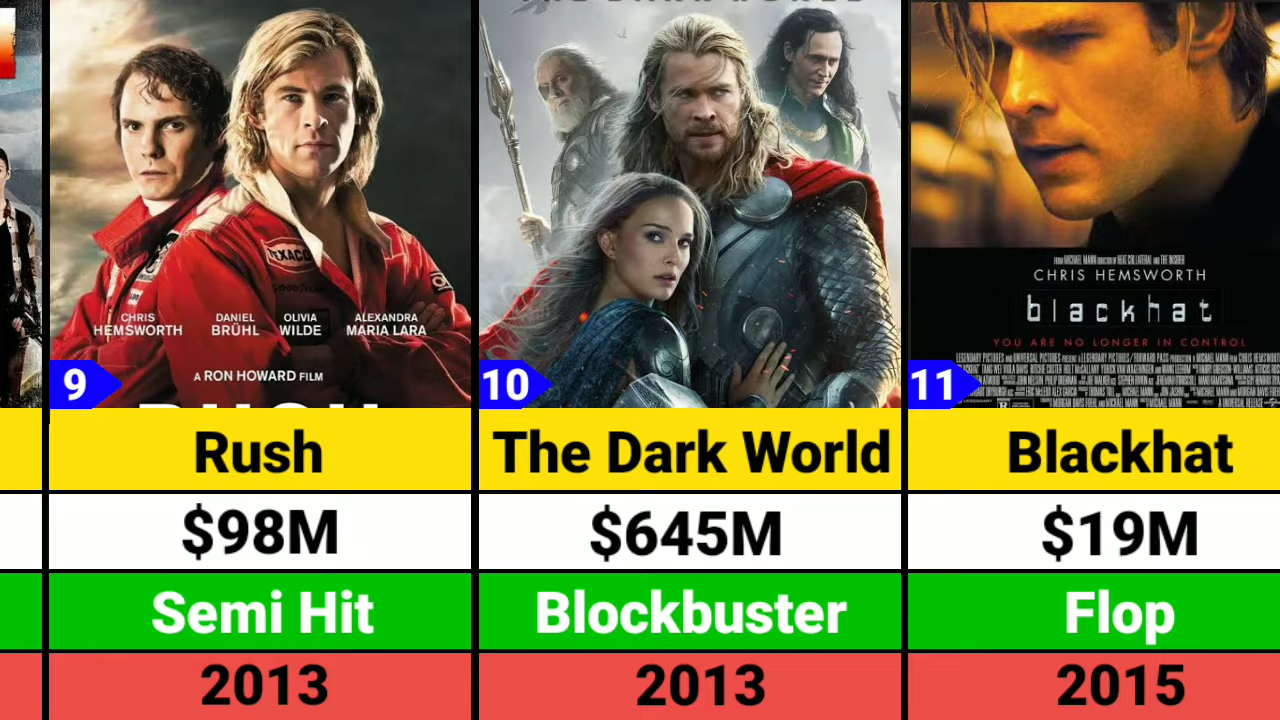 TEXACO
CHRIS HEMSWORTH
DANIEL BRÜHL
OLIVIA WILDE
ALEXANDRA MARIA LARA
A RON HOWARD FILM
9
Rush
$98M
Semi Hit
2013
10
The Dark World
$645M
Blockbuster
2013
CHRIS HEMSWORTH
blackhat
YOU ARE NO LONGER IN CONTROL
11
Blackhat
$19M
Flop
2015